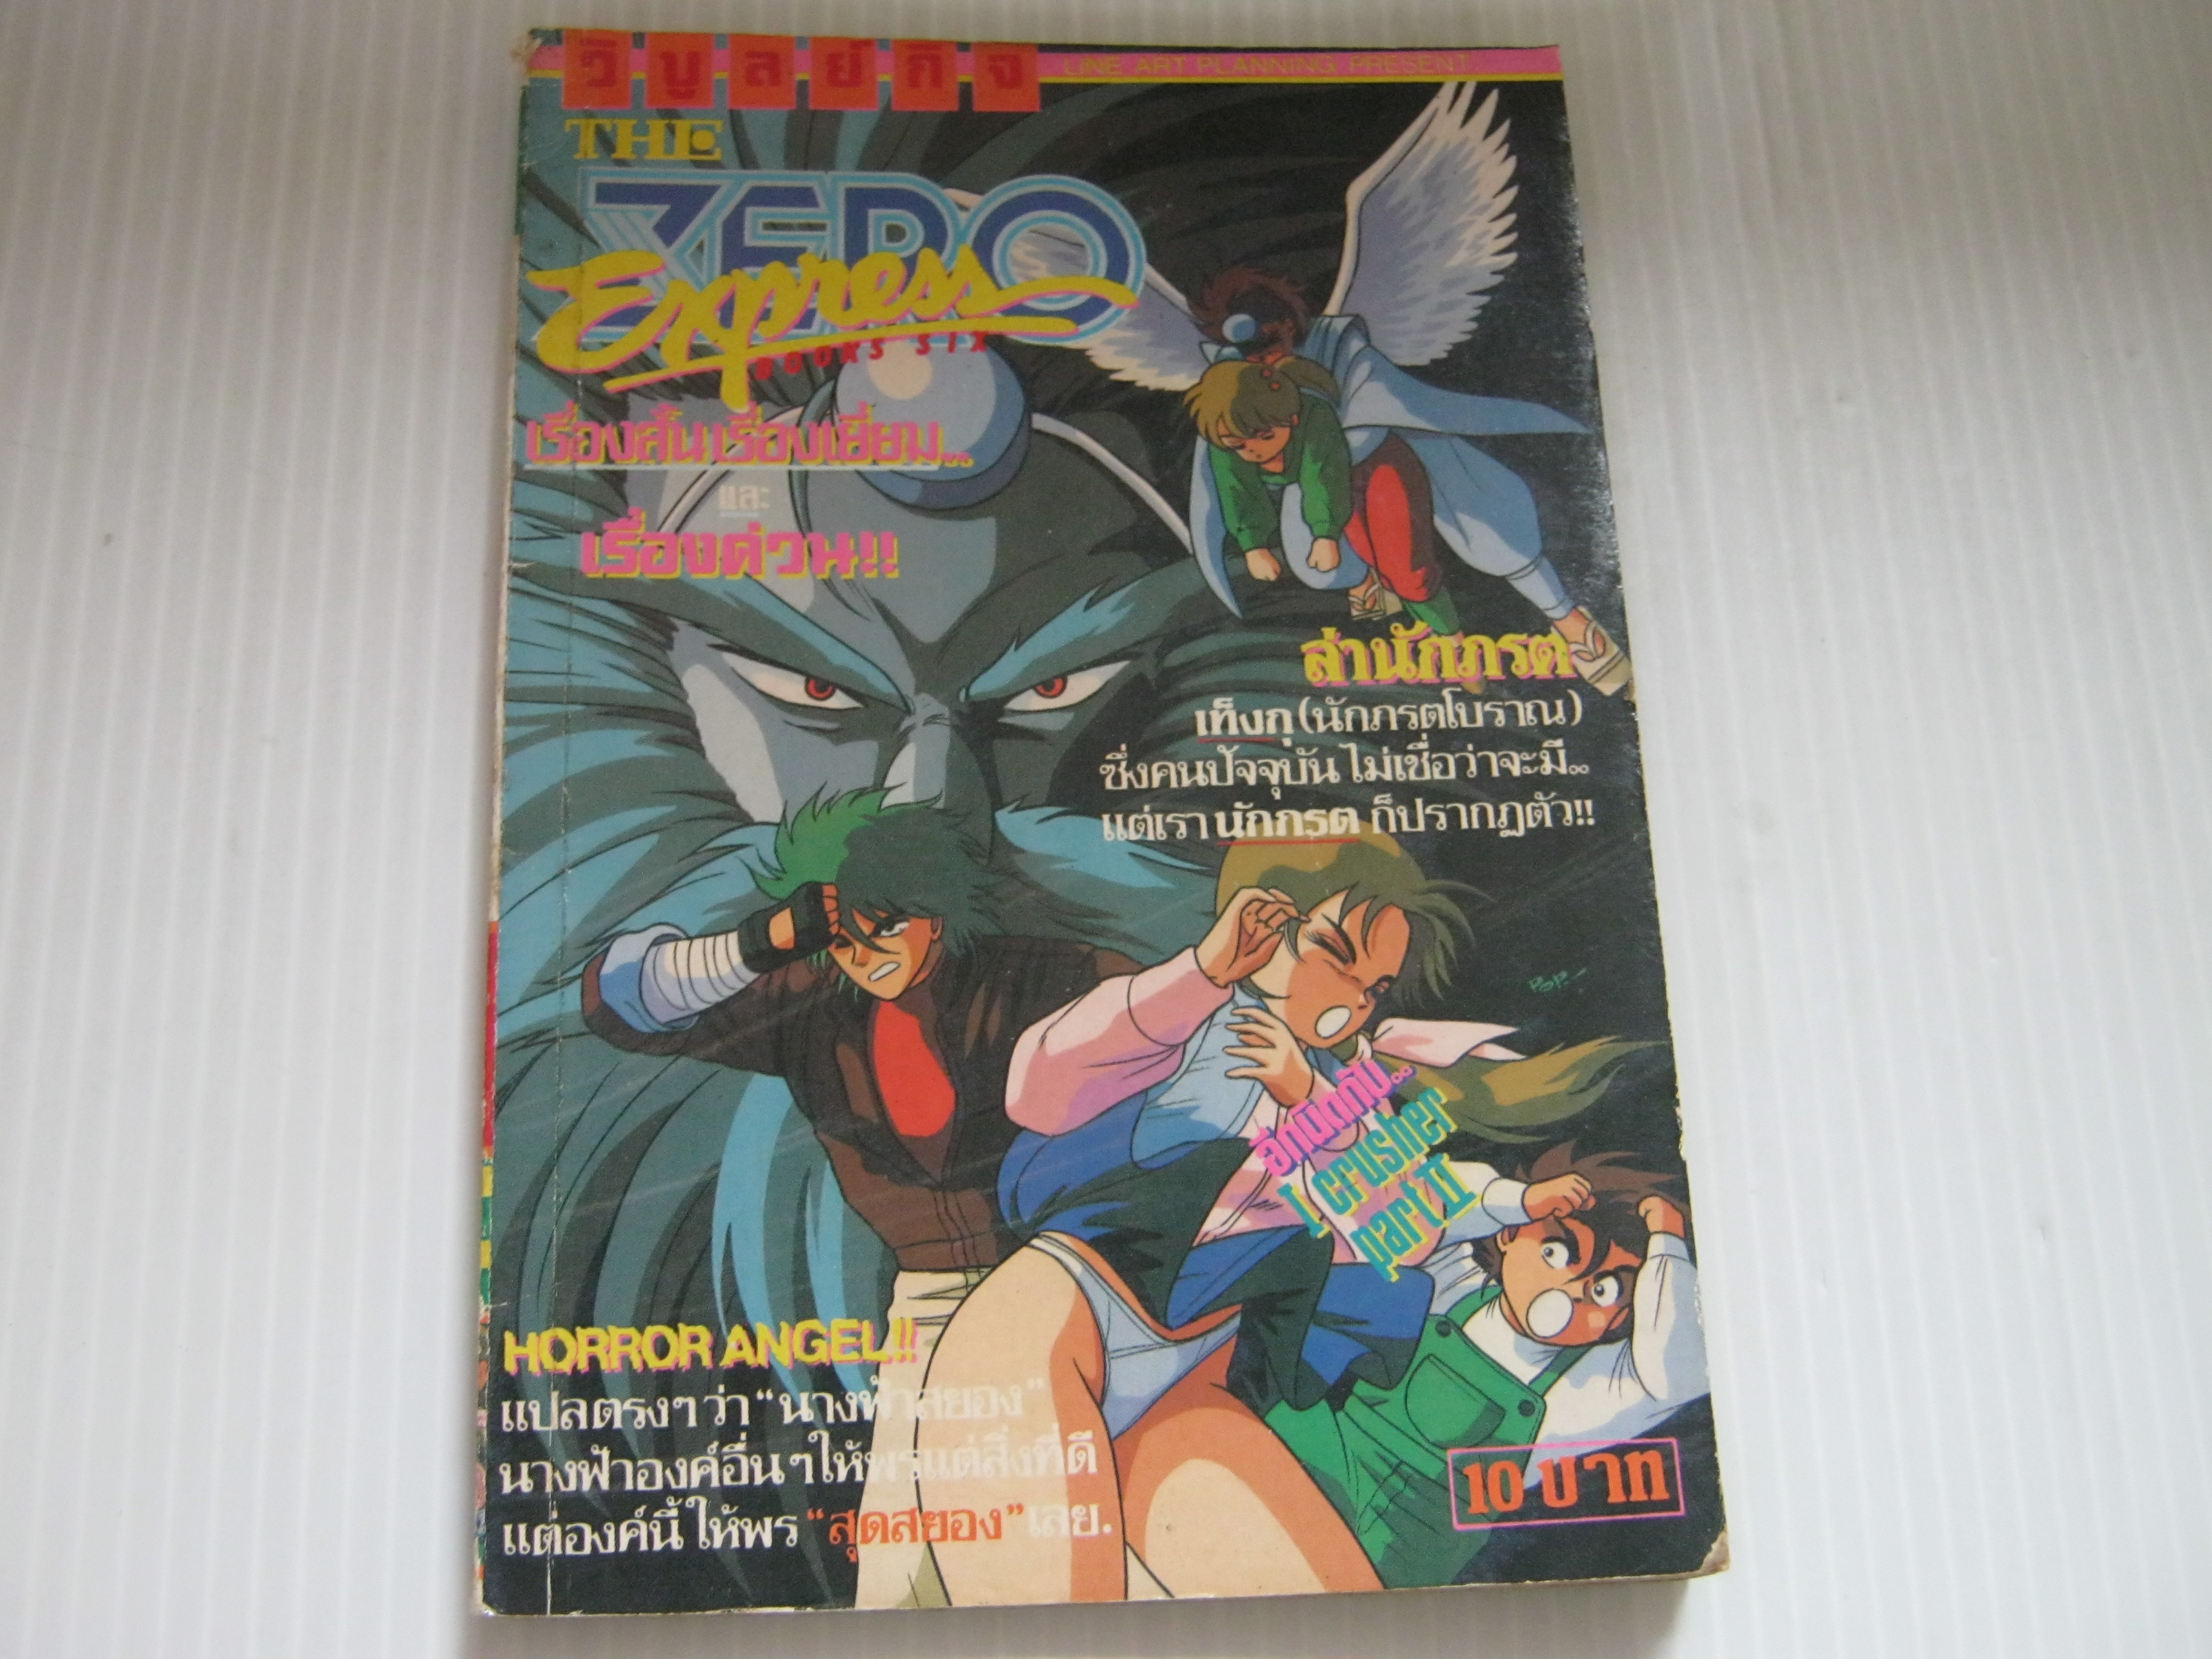 วิบูลย์กิจ
LINE ART PLANNING. PRESENT
THE
ZERO
Express
BOOKS SIX
เรื่องสั้นเรื่องเยี่ยม...
และ
เรื่องด่วน!!
ล่านักภรต
เท็งกุ (นักภรตโบราณ)
ซึ่งคนปัจจุบัน ไม่เชื่อว่าจะมี..
แต่เรา นักภรต ก็ปรากฏตัว!!
POP
อีกนิดกับ..
I crusher
part II
HORROR ANGEL!!
แปลตรงๆว่า "นางฟ้าสยอง"
นางฟ้าองค์อื่นๆให้พรแต่สิ่งที่ดี
แต่องค์นี้ ให้พร "สุดสยอง" เลย.
10 บาท